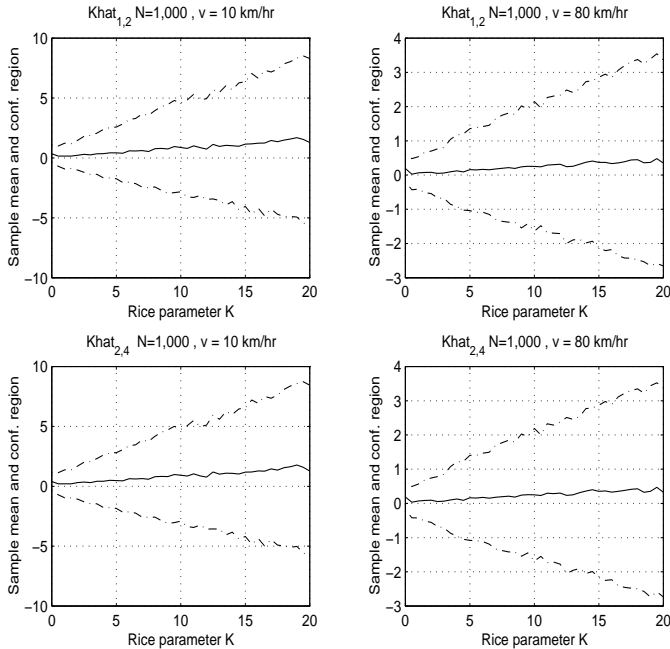 Khat1,2 N=1,000 , v = 10 km/hr
10
5
0
−5
−10
Sample mean and conf. region
0 5 10 15 20
Rice parameter K
Khat1,2 N=1,000 , v = 80 km/hr
4
3
2
1
0
−1
−2
−3
Sample mean and conf. region
0 5 10 15 20
Rice parameter K
Khat2,4 N=1,000 , v = 10 km/hr
10
5
0
−5
−10
Sample mean and conf. region
0 5 10 15 20
Rice parameter K
Khat2,4 N=1,000 , v = 80 km/hr
4
3
2
1
0
−1
−2
−3
Sample mean and conf. region
0 5 10 15 20
Rice parameter K